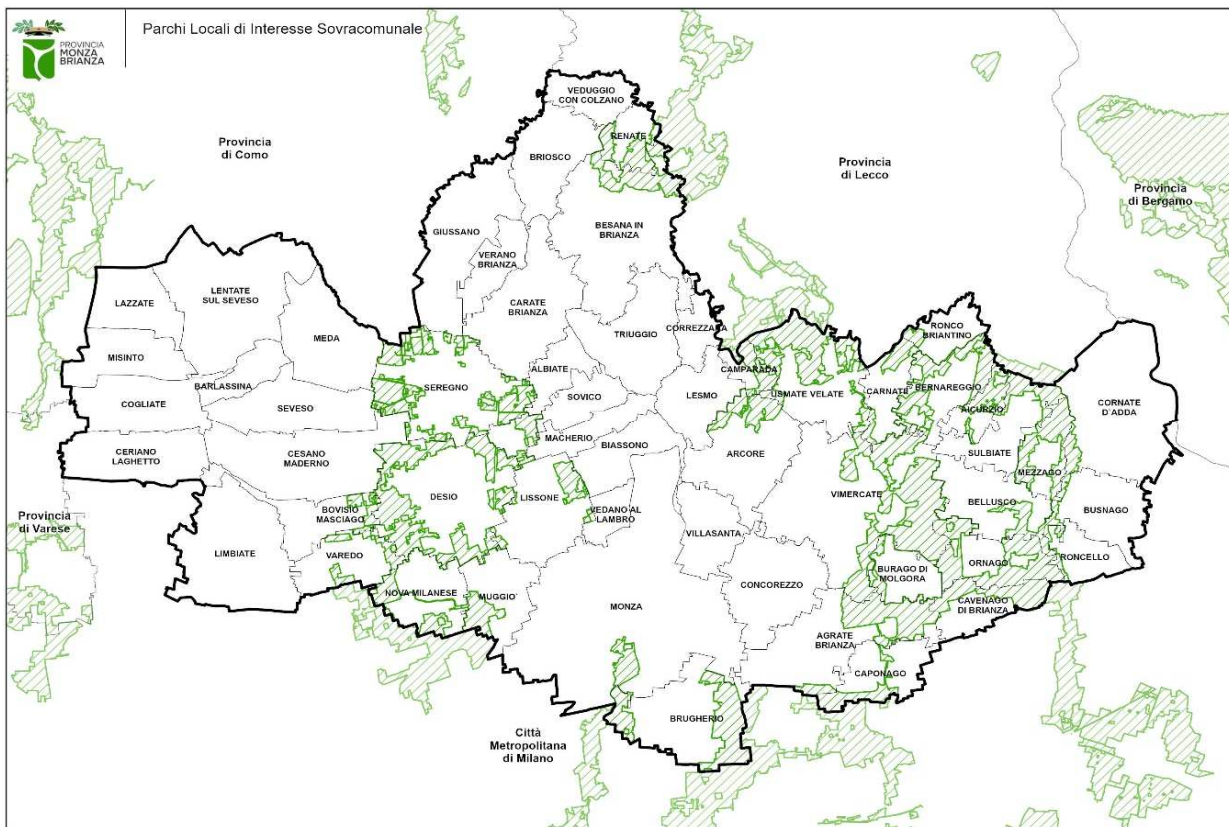 PROVINCIA
MONZA
BRIANZA
Parchi Locali di Interesse Sovracomunale
VEDUGGIO
CON COLZANO
RENATE
Provincia
di Como
BRIOSCO
Provincia
di Lecco
Provincia
di Bergamo
GIUSSANO
BESANA IN
BRIANZA
VERANO
BRIANZA
LAZZATE
LENTATE
SUL SEVESO
CARATE
BRIANZA
TRIUGGIO
CORREZZANA
RONCO
BRIANTINO
MEDA
MISINTO
ALBIATE
CAMPARADA
BARLASSINA
SEREGNO
LESMO
USMATE VELATE
CARNATE
BERNAREGGIO
COGLIATE
SEVESO
SOVICO
AICURZIO
CORNATE
D'ADDA
MACHERIO
BIASSONO
CERIANO
LAGHETTO
CESANO
MADERNO
ARCORE
SULBIATE
MEZZAGO
DESIO
LISSONE
VIMERCATE
BELLUSCO
Provincia
di Varese
BOVISIO
MASCIAGO
VEDANO AL
LAMBRO
BUSNAGO
LIMBIATE
VAREDO
VILLASANTA
RONCELLO
BURAGO DI
MOLGORA
ORNAGO
CONCOREZZO
NOVA MILANESE
MUGGIO
MONZA
CAVENAGO
DI BRIANZA
AGRATE
BRIANZA
CAPONAGO
BRUGHERIO
Città
Metropolitana
di Milano